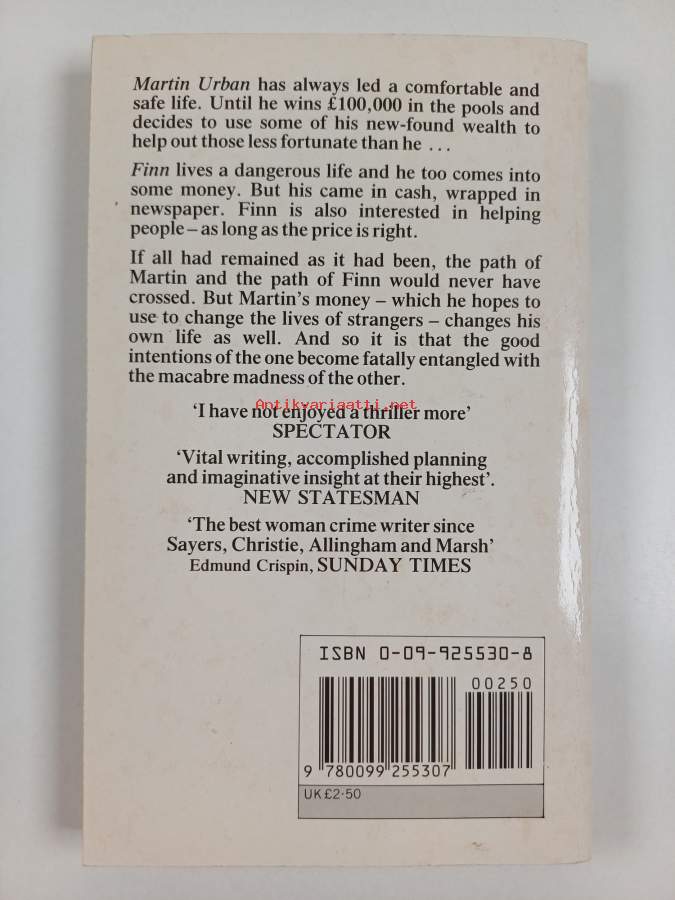 Martin Urban has always led a comfortable and
safe life. Until he wins £100,000 in the pools and
decides to use some of his new-found wealth to
help out those less fortunate than he ...
Finn lives a dangerous life and he too comes into
some money. But his came in cash, wrapped in
newspaper. Finn is also interested in helping
people – as long as the price is right.
If all had remained as it had been, the path of
Martin and the path of Finn would never have
crossed. But Martin's money – which he hopes to
use to change the lives of strangers – changes his
own life as well. And so it is that the good
intentions of the one become fatally entangled with
the macabre madness of the other.
Antikvariaatti.net
‘I have not enjoyed a thriller more’
SPECTATOR
‘Vital writing, accomplished planning
and imaginative insight at their highest’.
NEW STATESMAN
‘The best woman crime writer since
Sayers, Christie, Allingham and Marsh’
Edmund Crispin, SUNDAY TIMES
ISBN 0-09-925530-8
00250
9 780099 255307
UK £2·50